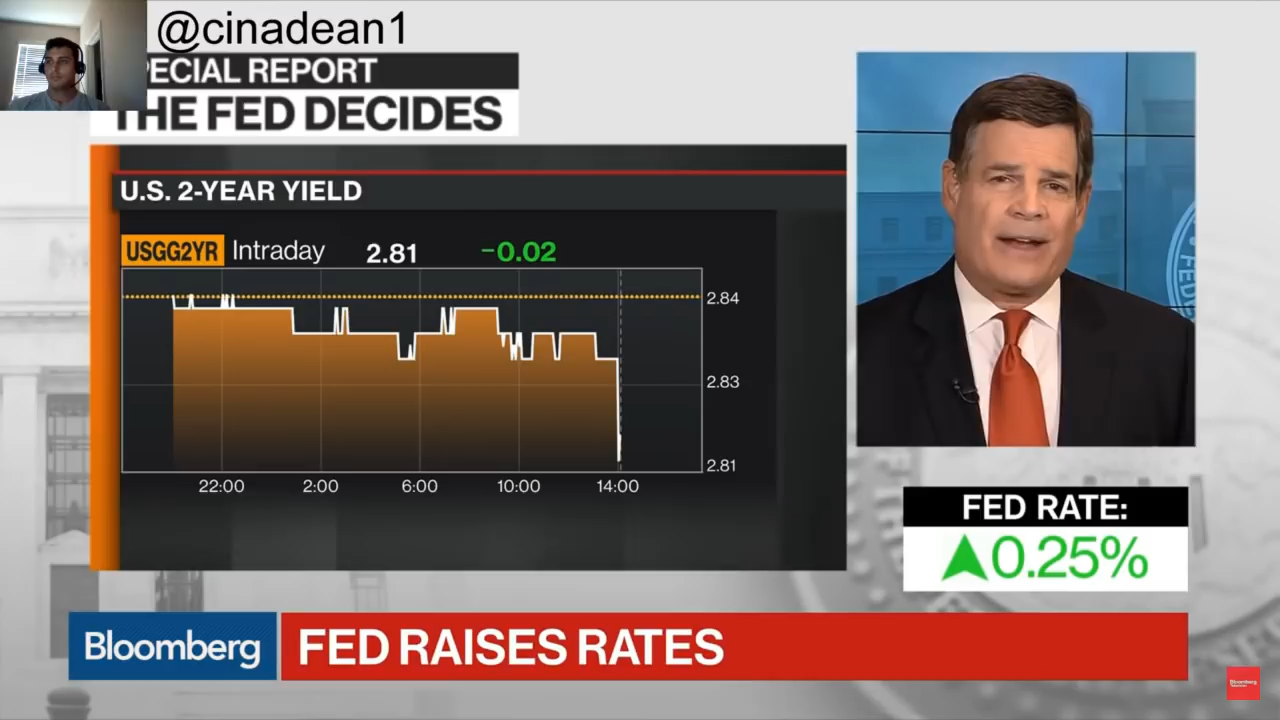 @cinadean1
PECIAL REPORT
THE FED DECIDES
U.S. 2-YEAR YIELD
USGG2YR Intraday 2.81 −0.02
2.84
2.83
2.81
22:00 2:00 6:00 10:00 14:00
FED
FED RATE:
▲0.25%
Bloomberg FED RAISES RATES
Bloomberg